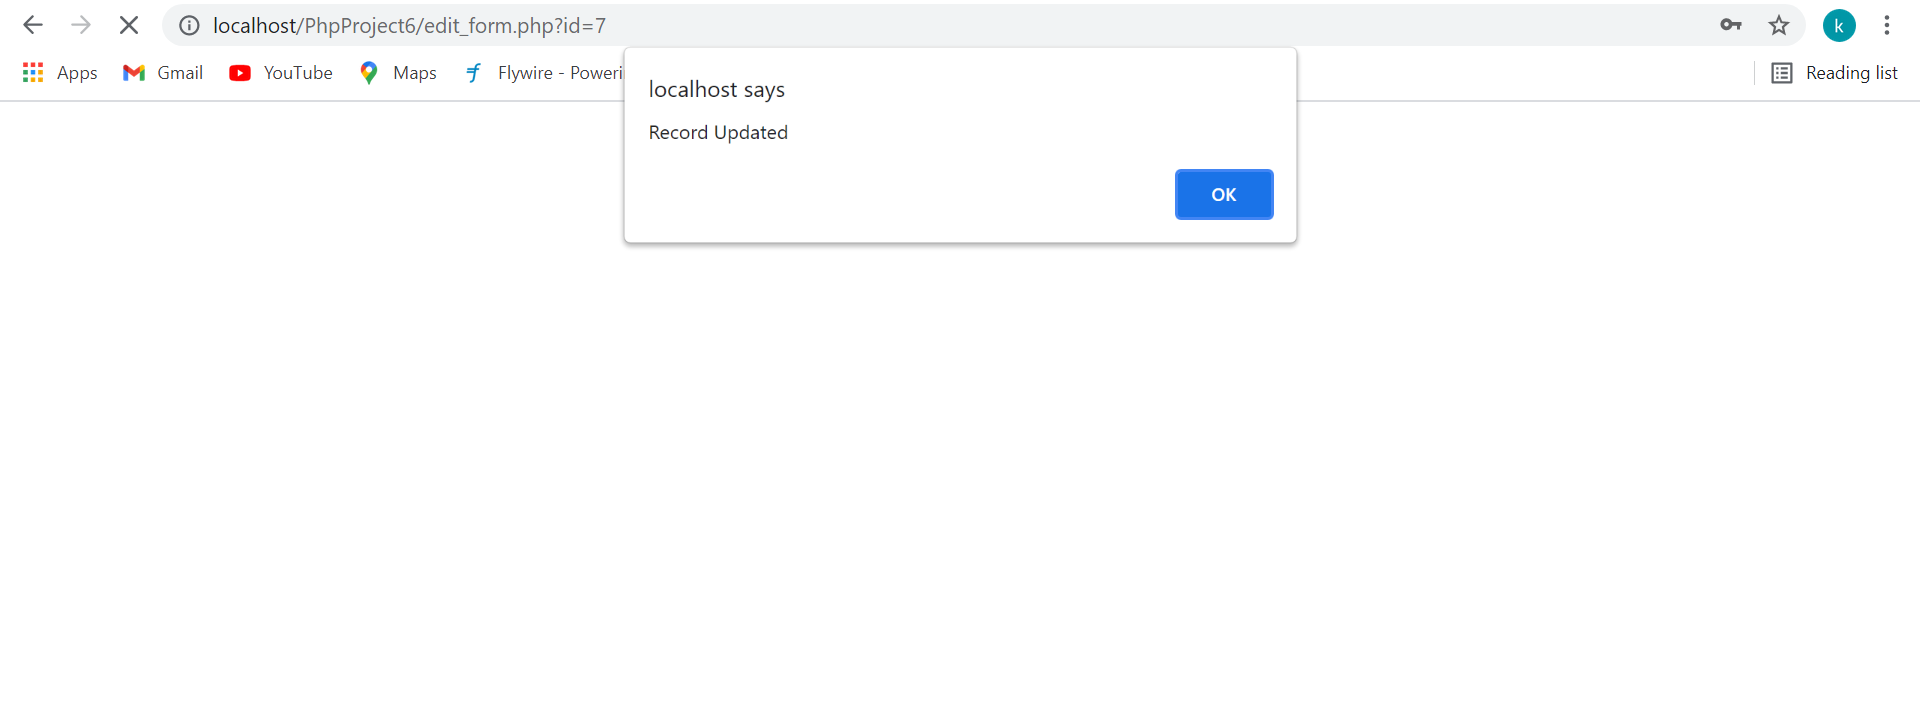 localhost/PhpProject6/edit_form.php?id=7
k
Apps Gmail YouTube Maps Flywire - Poweri Reading list
localhost says
Record Updated
OK